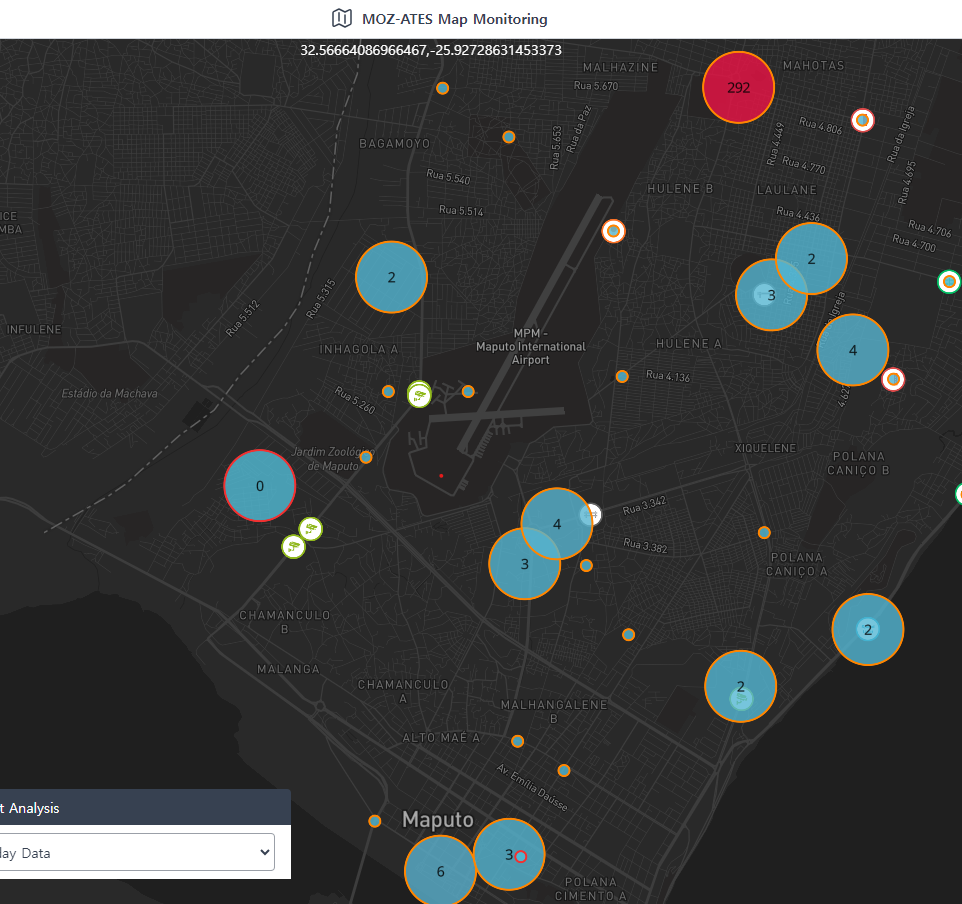 MOZ-ATES Map Monitoring
32.56664086966467,-25.92728631453373
MALHAZINE
MAHOTAS
292
Rua 5.670
Rua da Paz
Rua 4.806
Rua da Igreja
Rua 5.653
Rua 4.449
BAGAMOYO
Rua 4.770
Rua 4.695
Rua 5.540
HULENE B
LAULANE
Rua 5.514
Rua 4.436
ICE
MBA
Rua 4.706
Rua 4.700
2
2
3
Rua 5.315
Rua 5.512
INFULENE
MPM -
Maputo International
Airport
INHAGOLA A
HULENE A
4
Rua 4.136
Estádio da Machava
Rua 5.260
Jardim Zoológico
de Maputo
XIQUELENE
POLANA
CANIÇO B
0
Rua 3.342
4
Rua 3.382
3
POLANA
CANIÇO A
CHAMANCULO
B
2
MALANGA
CHAMANCULO
A
2
MALHANGALENE
B
ALTO MAÉ A
Av. Emília Daússe
t Analysis
Maputo
lay Data
3
6
POLANA
CIMENTO A